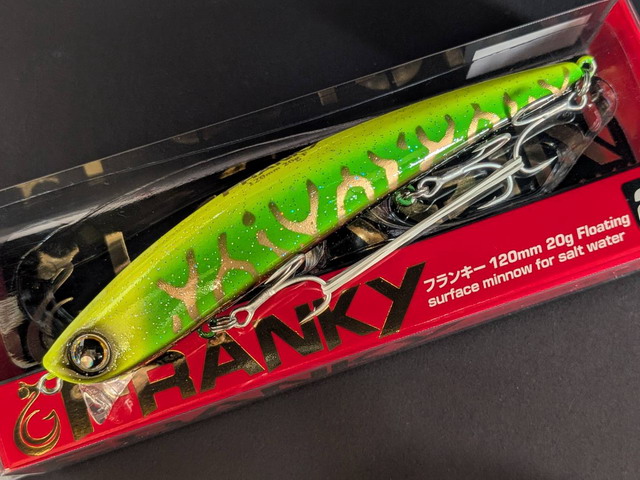 FRANKY
フランキー 120mm 20g Floating
surface minnow for salt water